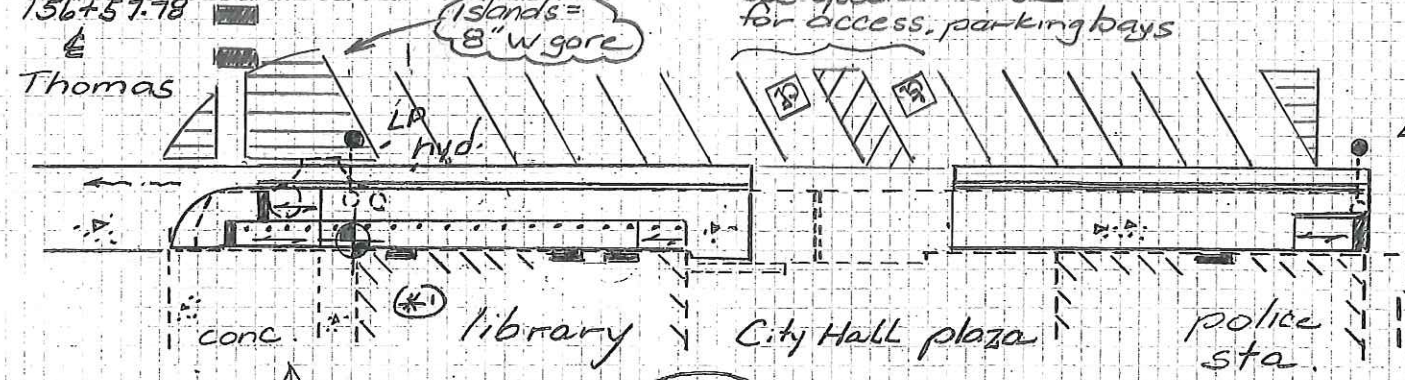 156+57.78
℄
Thomas
Islands =
8" W gore
for access. parking bays
LP
hyd.
*1
conc.
library
City Hall plaza
police
sta.